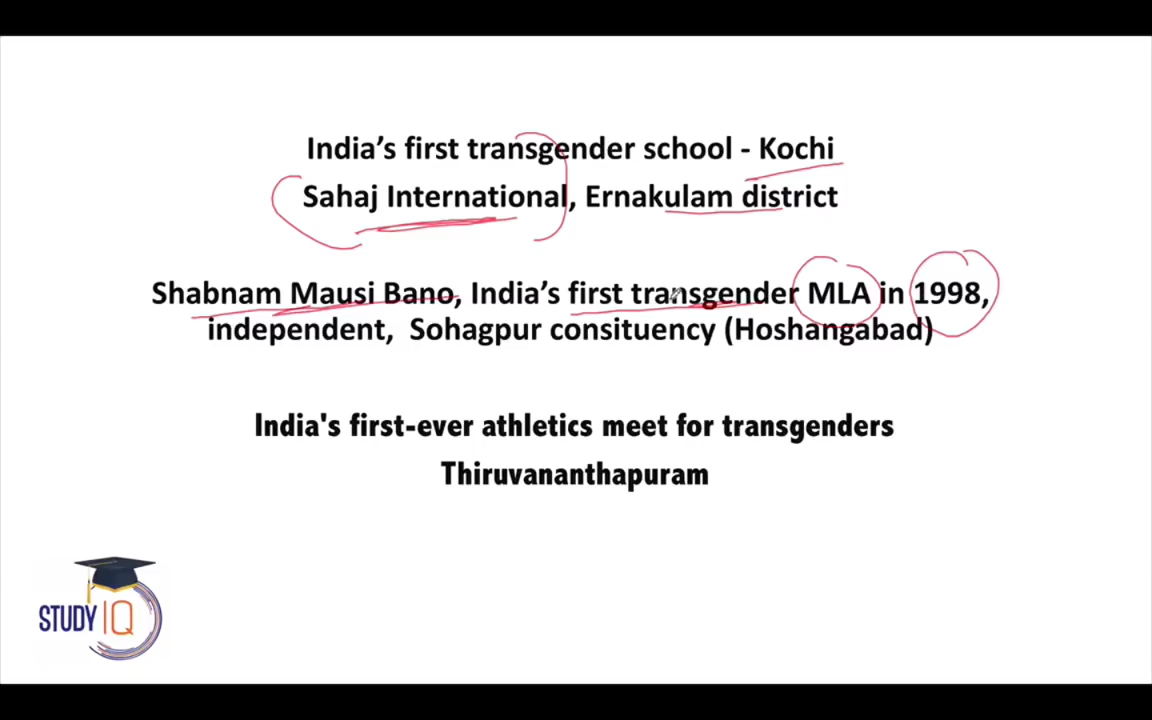 India’s first transgender school - Kochi
Sahaj International, Ernakulam district
Shabnam Mausi Bano, India’s first transgender MLA in 1998,
independent, Sohagpur consituency (Hoshangabad)
India's first-ever athletics meet for transgenders
Thiruvananthapuram
STUDY IQ